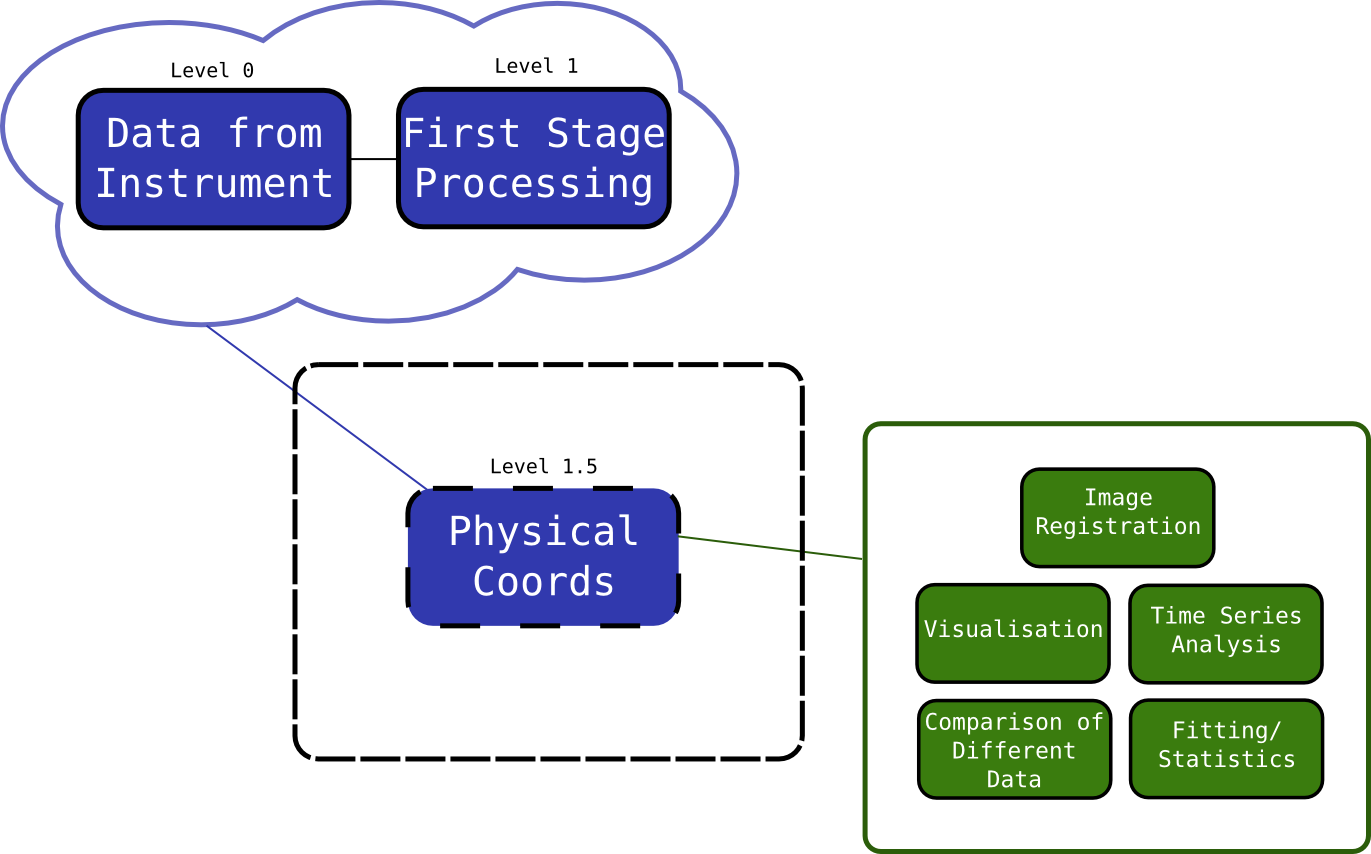 Level 0
Data from
Instrument
Level 1
First Stage
Processing
Level 1.5
Physical
Coords
Image
Registration
Visualisation
Time Series
Analysis
Comparison of
Different
Data
Fitting/
Statistics